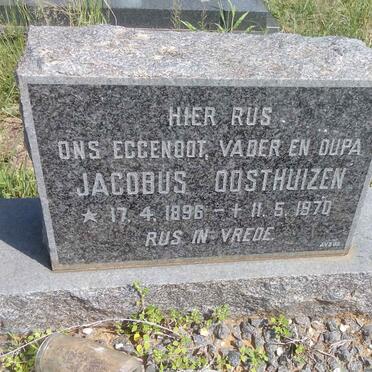 HIER RUS
ONS EGGENOOT, VADER EN OUPA
JACOBUS OOSTHUIZEN
* 17. 4. 1896 - † 11. 5. 1970
RUS IN VREDE.